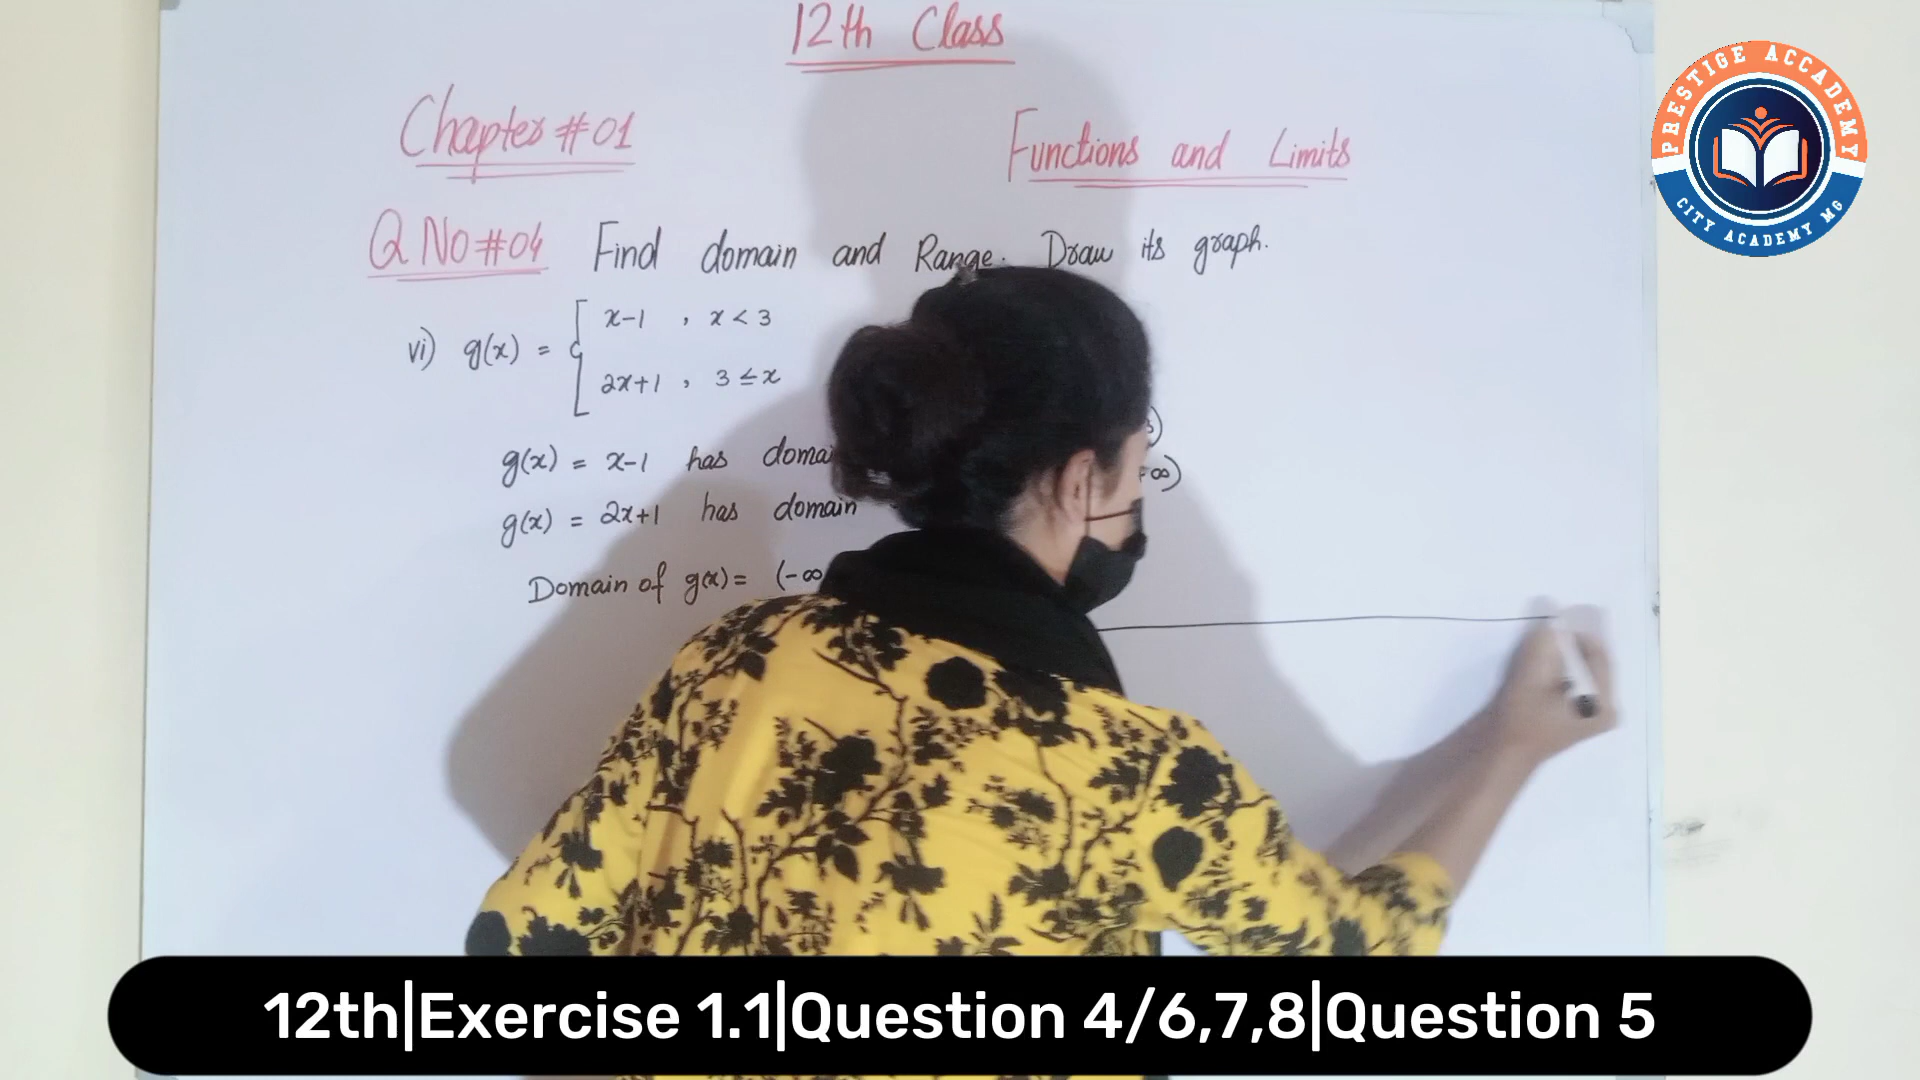 12th Class
Chapter #01
Functions and Limits
Q No #04 Find domain and Range. Draw its graph.
vi) g(x) = { x-1 , x < 3
2x+1 , 3 ≤ x
g(x) = x-1 has
g(x) = 2x+1 has domain ∞)
Domain of g(x) = (-∞
PRESTIGE ACCADEMY
CITY ACADEMY MG
12th|Exercise 1.1|Question 4/6,7,8|Question 5